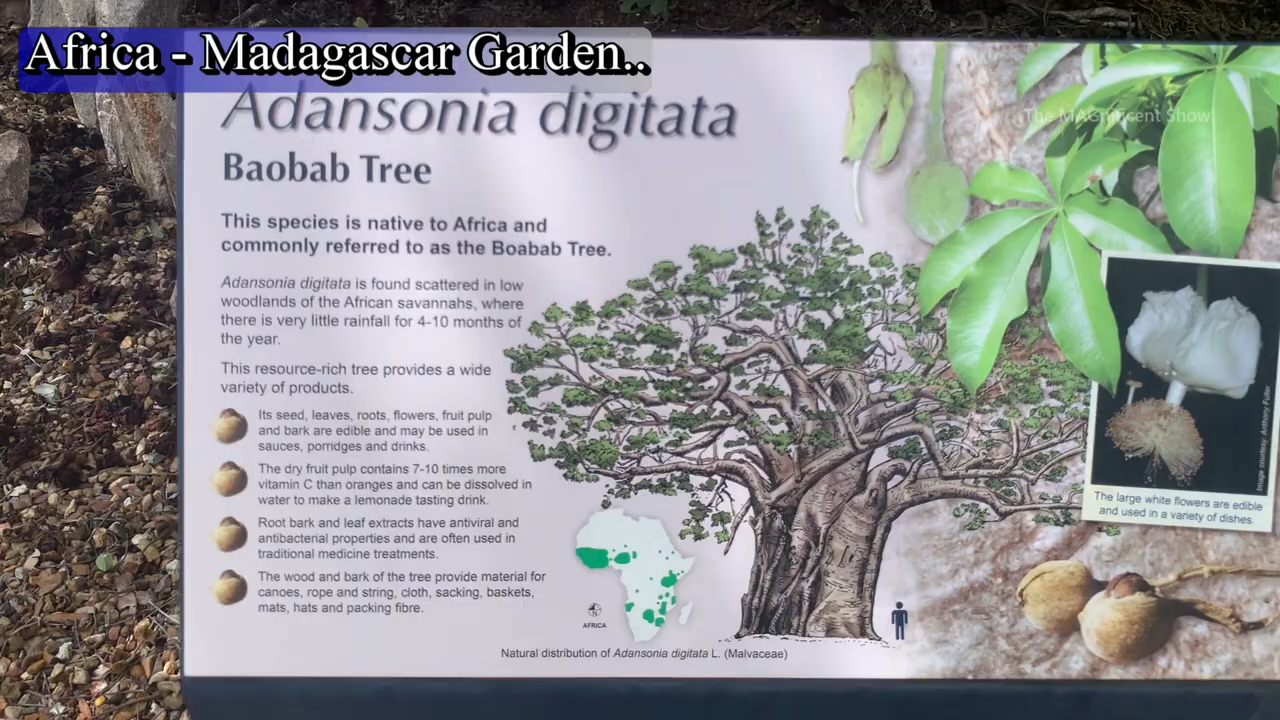 Africa - Madagascar Garden..
The MAGnificent Show
Adansonia digitata
Baobab Tree
This species is native to Africa and
commonly referred to as the Boabab Tree.
Adansonia digitata is found scattered in low
woodlands of the African savannahs, where
there is very little rainfall for 4-10 months of
the year.
This resource-rich tree provides a wide
variety of products.
Its seed, leaves, roots, flowers, fruit pulp
and bark are edible and may be used in
sauces, porridges and drinks.
The dry fruit pulp contains 7-10 times more
vitamin C than oranges and can be dissolved in
water to make a lemonade tasting drink.
Root bark and leaf extracts have antiviral and
antibacterial properties and are often used in
traditional medicine treatments.
The wood and bark of the tree provide material for
canoes, rope and string, cloth, sacking, baskets,
mats, hats and packing fibre.
N
AFRICA
Natural distribution of Adansonia digitata L. (Malvaceae)
Image courtesy: Anthony Fuller
The large white flowers are edible
and used in a variety of dishes.